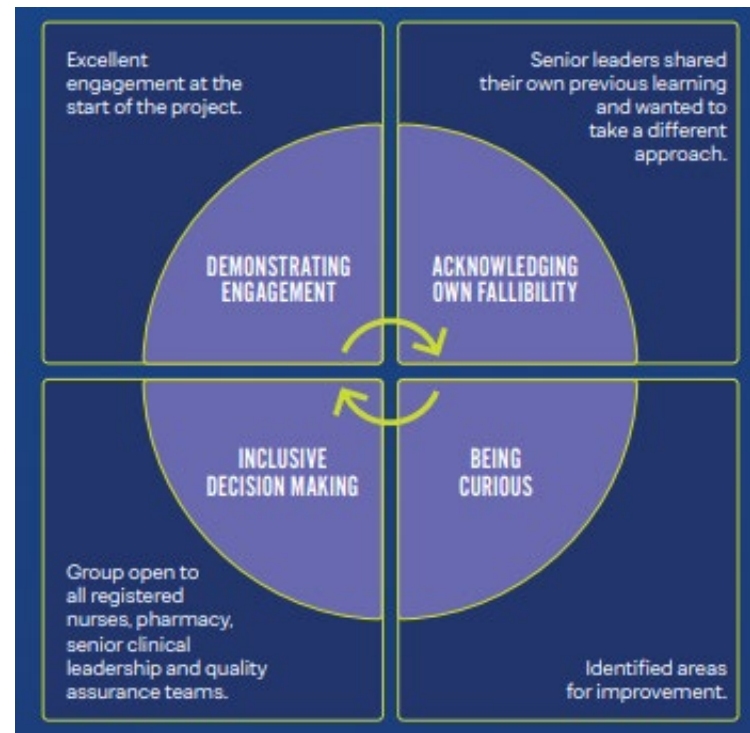 Excellent
engagement at the
start of the project.
Senior leaders shared
their own previous learning
and wanted to
take a different
approach.
DEMONSTRATING
ENGAGEMENT
ACKNOWLEDGING
OWN FALLIBILITY
INCLUSIVE
DECISION MAKING
BEING
CURIOUS
Group open to
all registered
nurses, pharmacy,
senior clinical
leadership and quality
assurance teams.
Identified areas
for improvement.